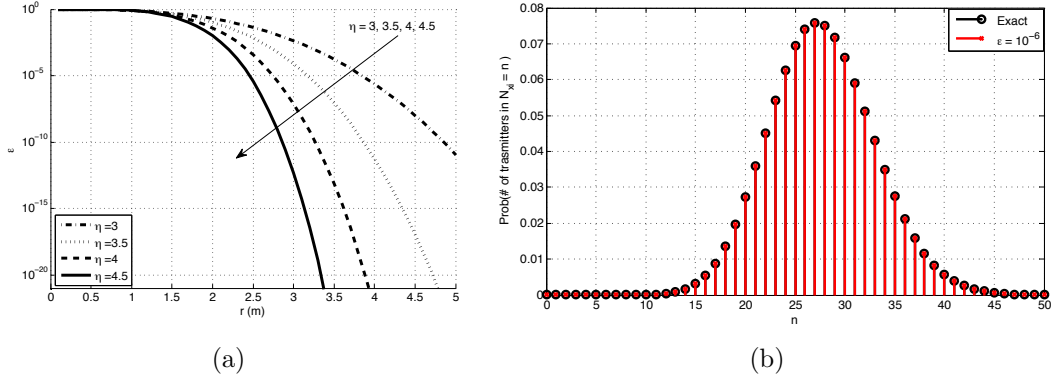 10⁰
10⁻⁵
10⁻¹⁰
10⁻¹⁵
10⁻²⁰
ε
0 0.5 1 1.5 2 2.5 3 3.5 4 4.5 5
r (m)
η = 3, 3.5, 4, 4.5
η =3
η =3.5
η =4
η =4.5
(a)
0.08
0.07
0.06
0.05
0.04
0.03
0.02
0.01
0
Prob(# of trasmitters in N_xl = n )
0 5 10 15 20 25 30 35 40 45 50
n
Exact
ε = 10⁻⁶
(b)